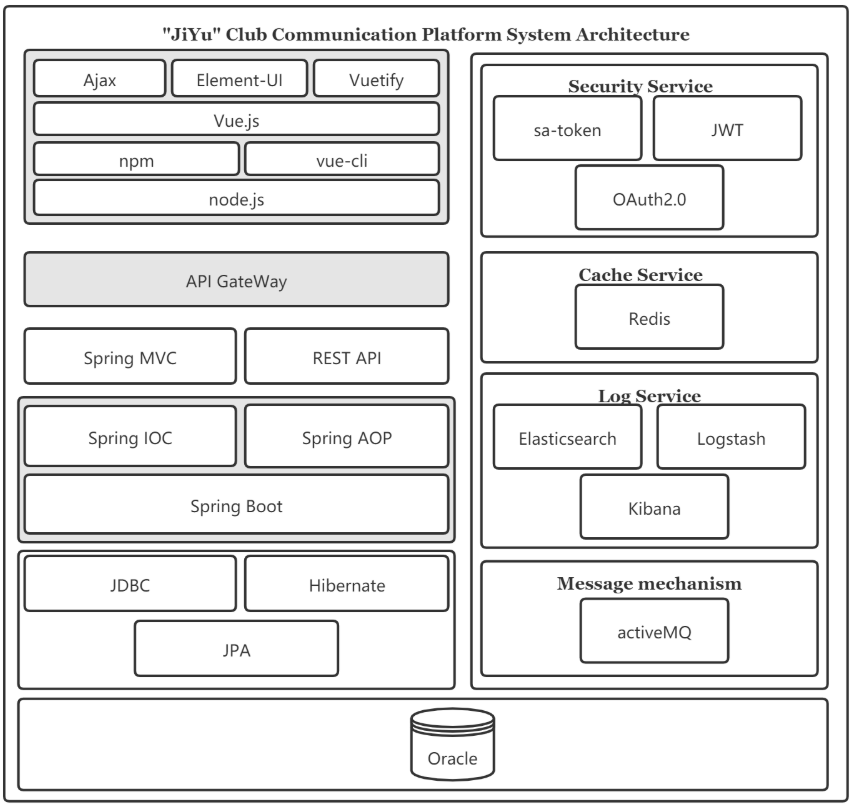 "JiYu" Club Communication Platform System Architecture
Ajax
Element-UI
Vuetify
Vue.js
npm
vue-cli
node.js
API GateWay
Spring MVC
REST API
Spring IOC
Spring AOP
Spring Boot
JDBC
Hibernate
JPA
Security Service
sa-token
JWT
OAuth2.0
Cache Service
Redis
Log Service
Elasticsearch
Logstash
Kibana
Message mechanism
activeMQ
Oracle